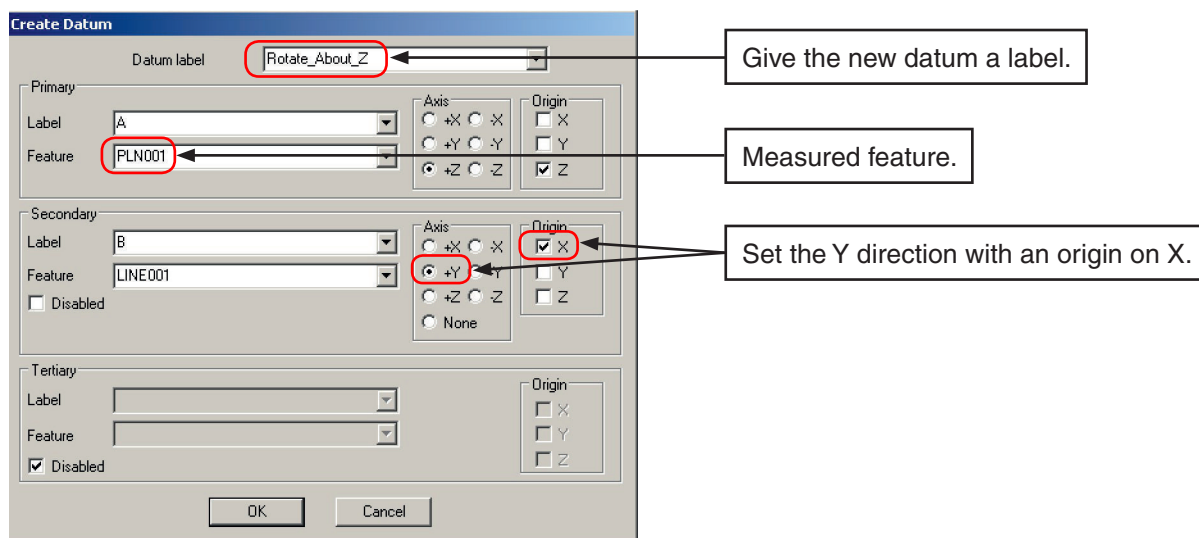 Create Datum
Datum label Rotate_About_Z
Give the new datum a label.
Primary
Label A
Feature PLN001
Axis
+X -X
+Y -Y
+Z -Z
Origin
X
Y
Z
Measured feature.
Secondary
Label B
Feature LINE001
Disabled
Axis
+X -X
+Y -Y
+Z -Z
None
Origin
X
Y
Z
Set the Y direction with an origin on X.
Tertiary
Label
Feature
Disabled
Origin
X
Y
Z
OK Cancel